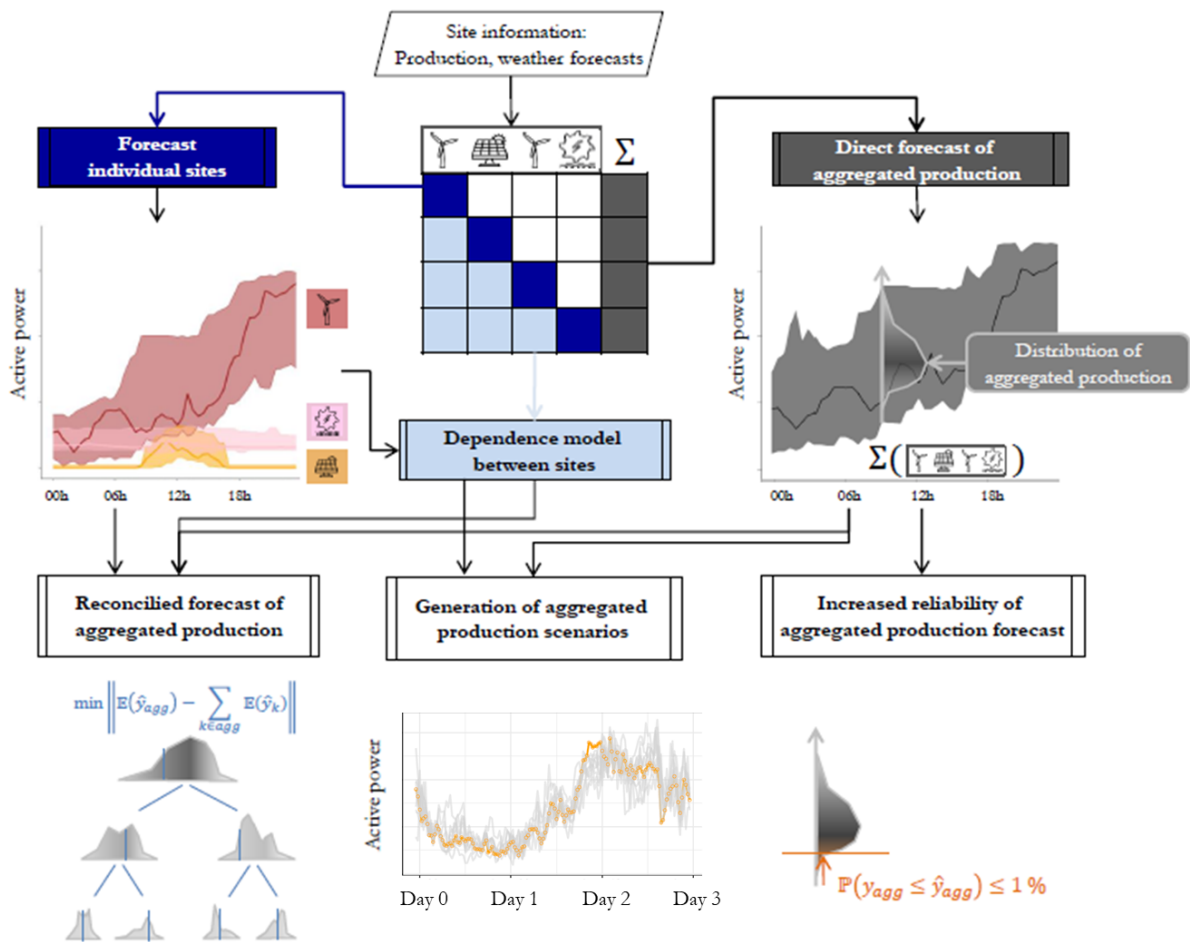 Site information:
Production, weather forecasts
Forecast
individual sites
Σ
Direct forecast of
aggregated production
Active power
00h 06h 12h 18h
Dependence model
between sites
Active power
Distribution of
aggregated production
Σ( )
00h 06h 12h 18h
Reconcilied forecast of
aggregated production
Generation of aggregated
production scenarios
Increased reliability of
aggregated production forecast
min ‖𝔼(ŷ_agg) − ∑_{k∈agg} 𝔼(ŷ_k)‖
Active power
Day 0 Day 1 Day 2 Day 3
ℙ(y_agg ≤ ŷ_agg) ≤ 1 %